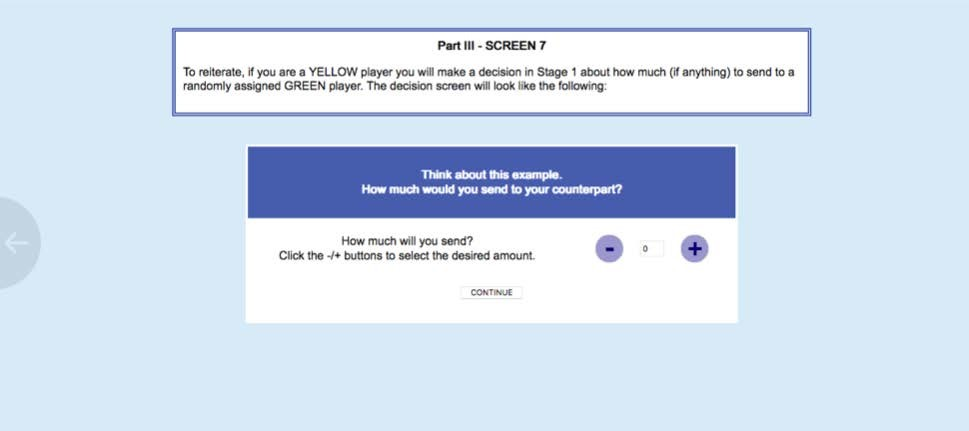 Part III - SCREEN 7
To reiterate, if you are a YELLOW player you will make a decision in Stage 1 about how much (if anything) to send to a
randomly assigned GREEN player. The decision screen will look like the following:
Think about this example.
How much would you send to your counterpart?
How much will you send?
Click the -/+ buttons to select the desired amount.
- 0 +
CONTINUE